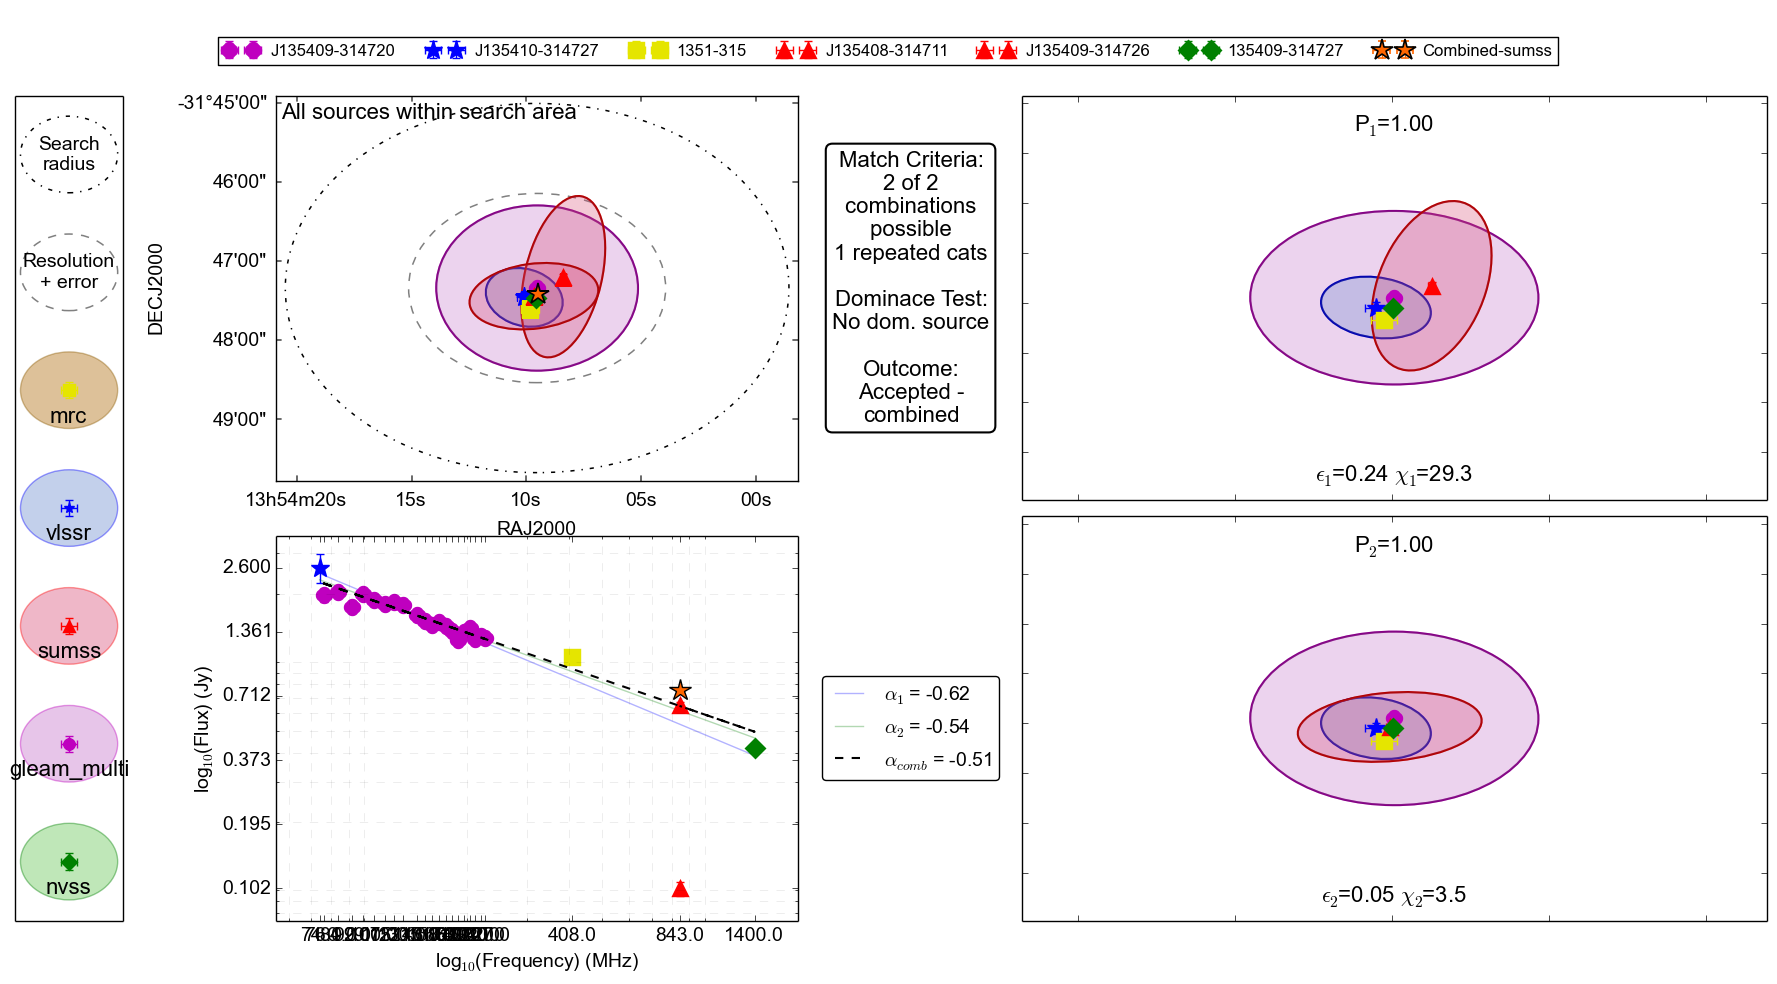 J135409-314720 J135410-314727 1351-315 J135408-314711 J135409-314726 135409-314727 Combined-sumss
Search
radius
Resolution
+ error
mrc
vlssr
sumss
gleam_multi
nvss
All sources within search area
-31°45'00"
46'00"
47'00"
48'00"
49'00"
DECJ2000
13h54m20s 15s 10s 05s 00s
RAJ2000
Match Criteria:
2 of 2
combinations
possible
1 repeated cats
Dominace Test:
No dom. source
Outcome:
Accepted -
combined
P₁=1.00
ϵ₁=0.24 χ₁=29.3
2.600
1.361
0.712
0.373
0.195
0.102
log₁₀(Flux) (Jy)
408.0 843.0 1400.0
log₁₀(Frequency) (MHz)
α₁ = -0.62
α₂ = -0.54
α_comb = -0.51
P₂=1.00
ϵ₂=0.05 χ₂=3.5